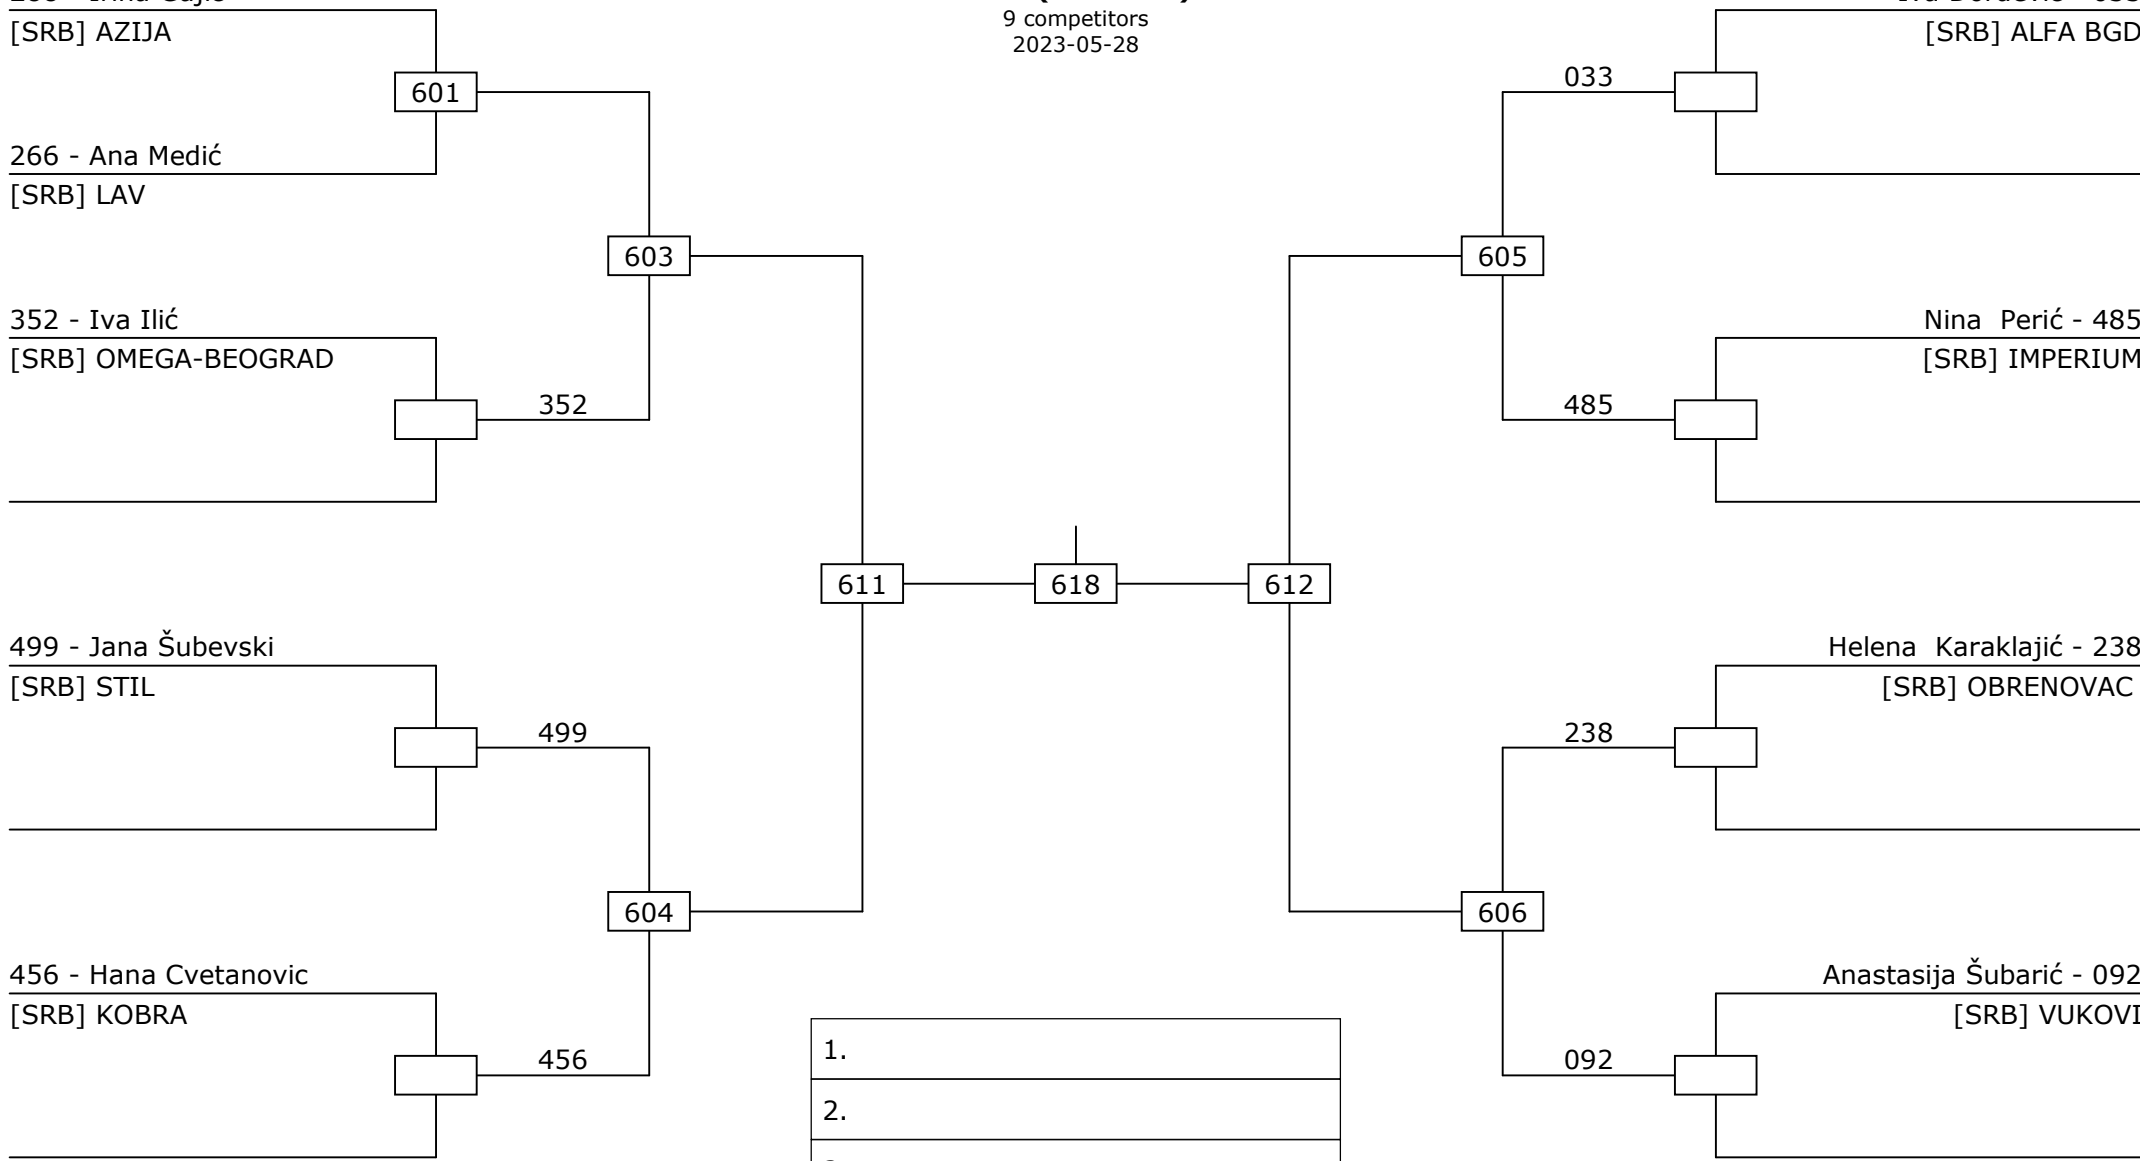 [SRB] AZIJA
601
266 - Ana Medić
[SRB] LAV
603
352 - Iva Ilić
[SRB] OMEGA-BEOGRAD
352
499 - Jana Šubevski
[SRB] STIL
499
604
456 - Hana Cvetanovic
[SRB] KOBRA
456
9 competitors
2023-05-28
611
618
612
1.
2.
[SRB] ALFA BGD
033
605
Nina  Perić - 485
[SRB] IMPERIUM
485
Helena  Karaklajić - 238
[SRB] OBRENOVAC
238
606
Anastasija Šubarić - 092
[SRB] VUKOVI
092